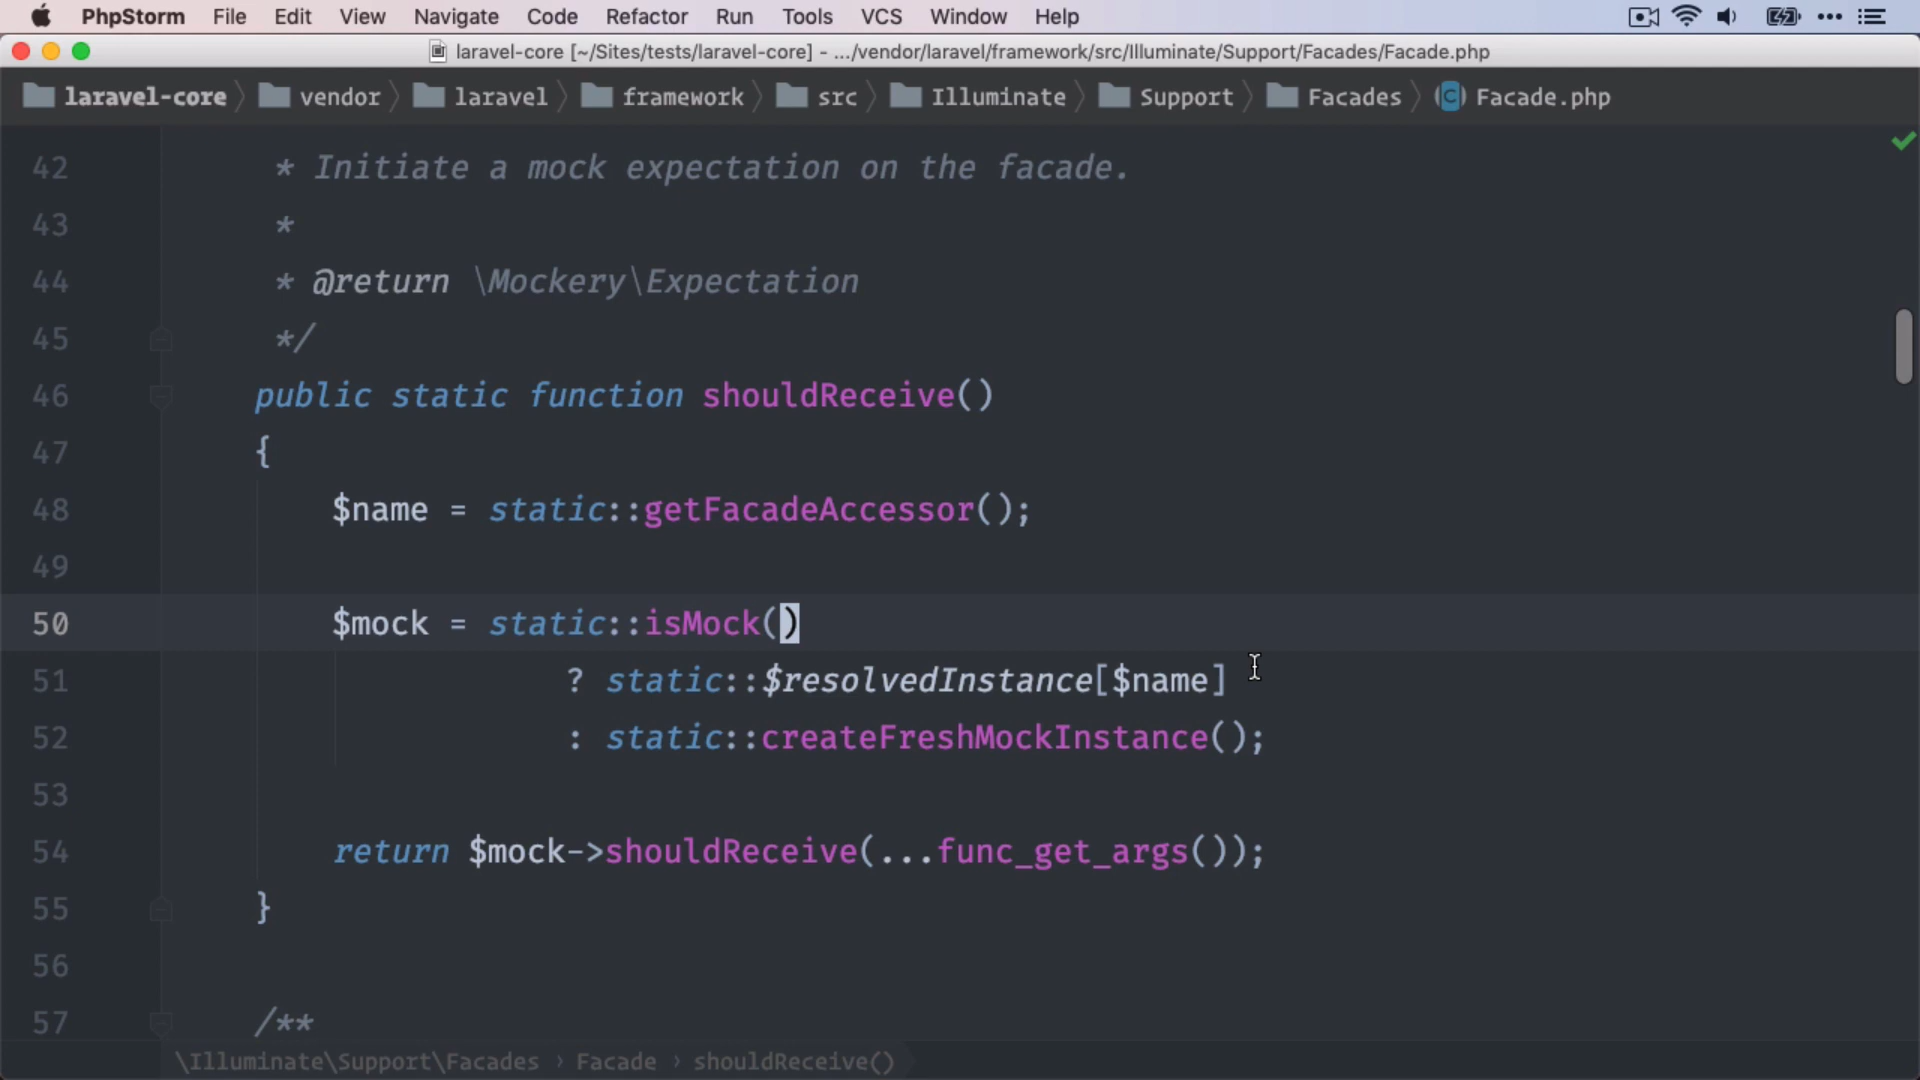 PhpStorm File Edit View Navigate Code Refactor Run Tools VCS Window Help
laravel-core [~/Sites/tests/laravel-core] - .../vendor/laravel/framework/src/Illuminate/Support/Facades/Facade.php
laravel-core vendor laravel framework src Illuminate Support Facades Facade.php
42 * Initiate a mock expectation on the facade.
43 *
44 * @return \Mockery\Expectation
45 */
46 public static function shouldReceive()
47 {
48 $name = static::getFacadeAccessor();
49
50 $mock = static::isMock()
51 ? static::$resolvedInstance[$name]
52 : static::createFreshMockInstance();
53
54 return $mock->shouldReceive(...func_get_args());
55 }
56
57 /**
\Illuminate\Support\Facades › Facade › shouldReceive()